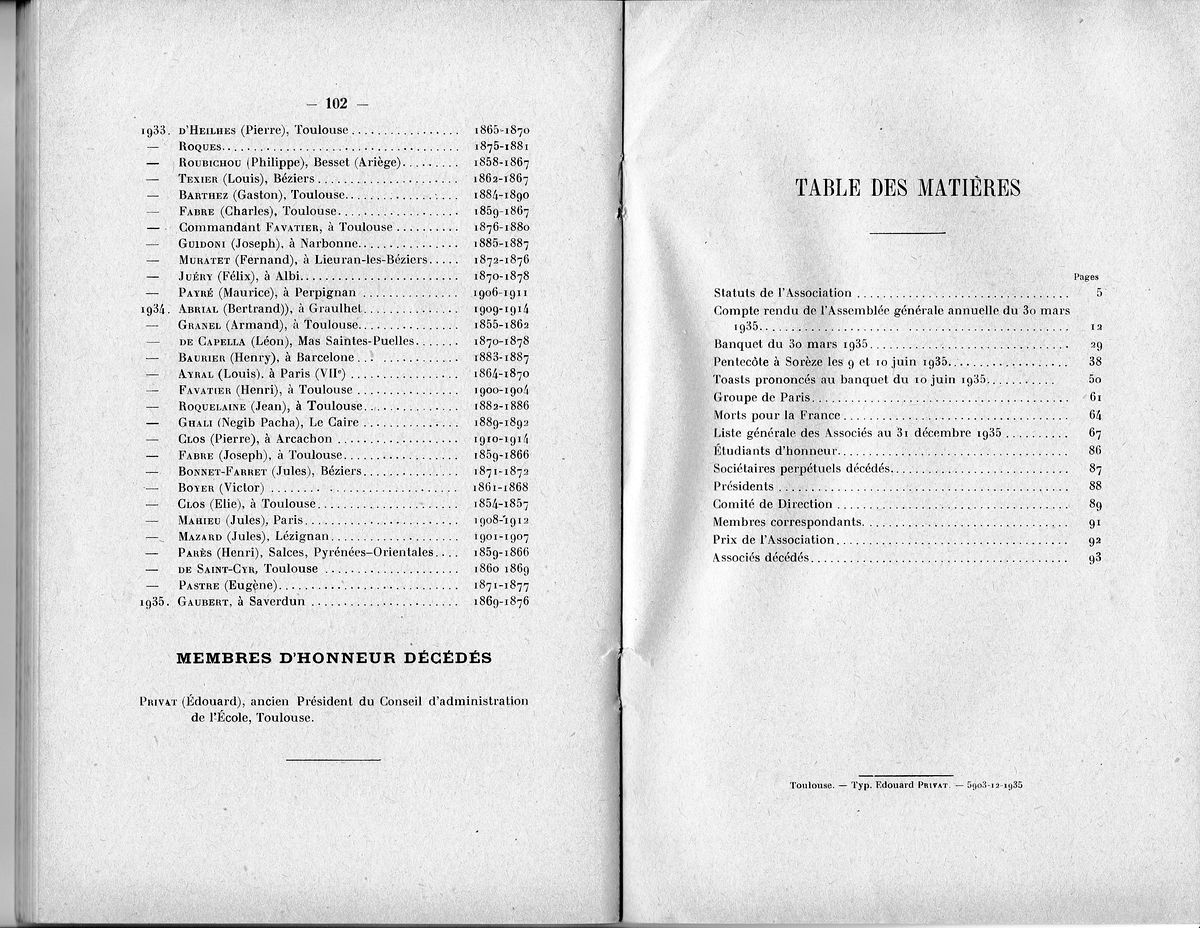 — 102 —
1933. D'HEILHES (Pierre), Toulouse ................. 1865-1870
— ROQUES..................................... 1875-1881
— ROUBICHOU (Philippe), Besset (Ariège)......... 1858-1867
— TEXIER (Louis), Béziers ...................... 1862-1867
— BARTHEZ (Gaston), Toulouse.................. 1884-1890
— FABRE (Charles), Toulouse................... 1859-1867
— Commandant FAVATIER, à Toulouse .......... 1876-1880
— GUIDONI (Joseph), à Narbonne................ 1885-1887
— MURATET (Fernand), à Lieuran-les-Béziers..... 1872-1876
— JUÉRY (Félix), à Albi......................... 1870-1878
— PAYRÉ (Maurice), à Perpignan ............... 1906-1911
1934. ABRIAL (Bertrand)), à Graulhet............... 1909-1914
— GRANEL (Armand), à Toulouse................ 1855-1862
— DE CAPELLA (Léon), Mas Saintes-Puelles....... 1870-1878
— BAURIER (Henry), à Barcelone ................ 1883-1887
— AYRAL (Louis). à Paris (VIIe) ................. 1864-1870
— FAVATIER (Henri), à Toulouse ................ 1900-1904
— ROQUELAINE (Jean), à Toulouse............... 1882-1886
— GHALI (Negib Pacha), Le Caire ............... 1889-1892
— CLOS (Pierre), à Arcachon ................... 1910-1914
— FABRE (Joseph), à Toulouse.................. 1859-1866
— BONNET-FARRET (Jules), Béziers............... 1871-1872
— BOYER (Victor) ............................. 1861-1868
— CLOS (Elie), à Toulouse...................... 1854-1857
— MAHIEU (Jules), Paris........................ 1908-1912
— MAZARD (Jules), Lézignan.................... 1901-1907
— PARÈS (Henri), Salces, Pyrénées-Orientales.... 1859-1866
— DE SAINT-CYR, Toulouse ..................... 1860 1869
— PASTRE (Eugène)............................ 1871-1877
1935. GAUBERT, à Saverdun ....................... 1869-1876
MEMBRES D'HONNEUR DÉCÉDÉS
PRIVAT (Édouard), ancien Président du Conseil d'administration
de l'École, Toulouse.
TABLE DES MATIÈRES
Pages
Statuts de l'Association ................................. 5
Compte rendu de l'Assemblée générale annuelle du 30 mars
1935................................................ 12
Banquet du 30 mars 1935................................ 29
Pentecôte à Sorèze les 9 et 10 juin 1935................... 38
Toasts prononcés au banquet du 10 juin 1935........... 50
Groupe de Paris........................................ 61
Morts pour la France................................... 64
Liste générale des Associés au 31 décembre 1935 .......... 67
Étudiants d'honneur.................................... 86
Sociétaires perpétuels décédés............................ 87
Présidents ............................................. 88
Comité de Direction .................................... 89
Membres correspondants................................ 91
Prix de l'Association.................................... 92
Associés décédés........................................ 93
Toulouse. — Typ. Edouard PRIVAT. — 5903-12-1935